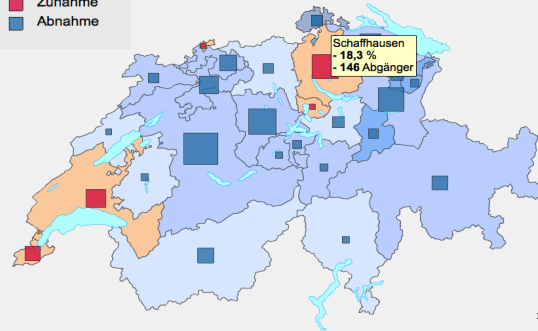 Zunahme
Abnahme
Schaffhausen
- 18,3 %
- 146 Abgänger